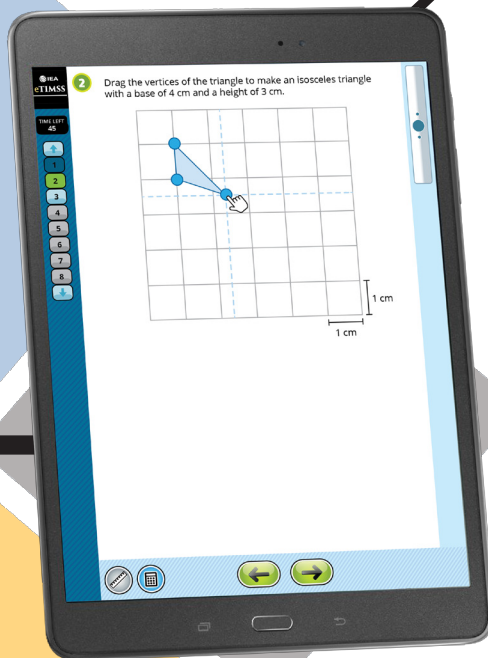 IEA
eTIMSS
TIME LEFT
45
1
2
3
4
5
6
7
8
2 Drag the vertices of the triangle to make an isosceles triangle
with a base of 4 cm and a height of 3 cm.
1 cm
1 cm